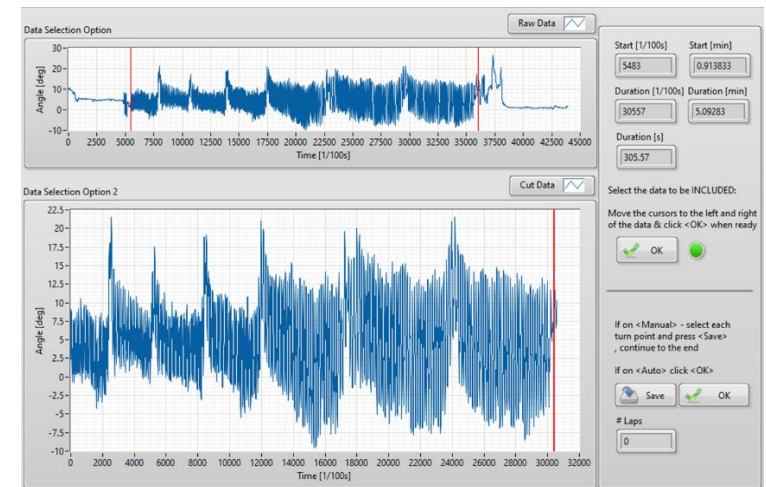 Data Selection Option
Raw Data
30
20
10
0
-10
Angle [deg]
0 2500 5000 7500 10000 12500 15000 17500 20000 22500 25000 27500 30000 32500 35000 37500 40000 42500 45000
Time [1/100s]
Data Selection Option 2
Cut Data
22.5
20
17.5
15
12.5
10
7.5
5
2.5
0
-2.5
-5
-7.5
-10
Angle [deg]
0 2000 4000 6000 8000 10000 12000 14000 16000 18000 20000 22000 24000 26000 28000 30000 32000
Time [1/100s]
Start [1/100s] Start [min]
5483 0.913833
Duration [1/100s] Duration [min]
30557 5.09283
Duration [s]
305.57
Select the data to be INCLUDED:
Move the cursors to the left and right
of the data & click <OK> when ready
OK
If on <Manual> - select each
turn point and press <Save>
, continue to the end
If on <Auto> click <OK>
Save OK
# Laps
0